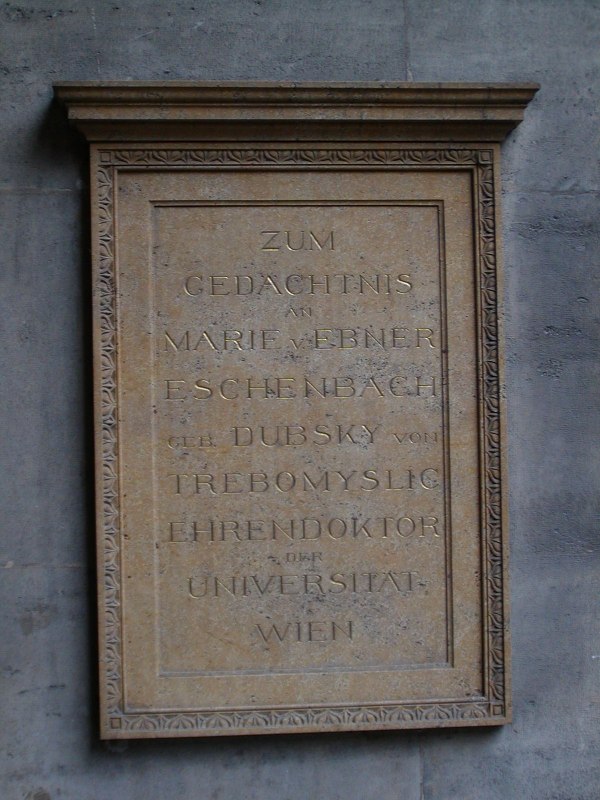 ZUM
GEDÄCHTNIS
AN
MARIE V EBNER
ESCHENBACH
GEB. DUBSKY VON
TREBOMYSLIC
EHRENDOKTOR
DER
UNIVERSITÄT
WIEN